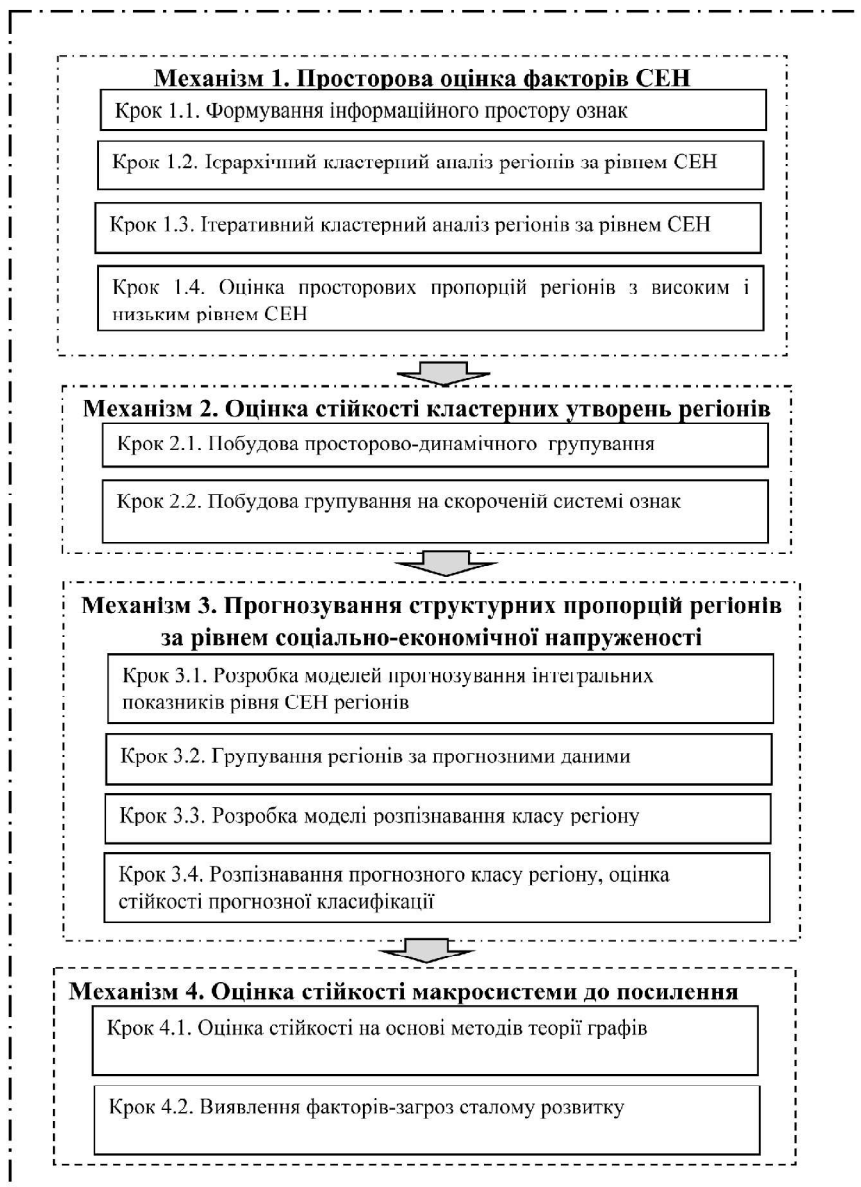 Механізм 1. Просторова оцінка факторів СЕН
Крок 1.1. Формування інформаційного простору ознак
Крок 1.2. Ієрархічний кластерний аналіз регіонів за рівнем СЕН
Крок 1.3. Ітеративний кластерний аналіз регіонів за рівнем СЕН
Крок 1.4. Оцінка просторових пропорцій регіонів з високим і
низьким рівнем СЕН
Механізм 2. Оцінка стійкості кластерних утворень регіонів
Крок 2.1. Побудова просторово-динамічного групування
Крок 2.2. Побудова групування на скороченій системі ознак
Механізм 3. Прогнозування структурних пропорцій регіонів
за рівнем соціально-економічної напруженості
Крок 3.1. Розробка моделей прогнозування інтегральних
показників рівня СЕН регіонів
Крок 3.2. Групування регіонів за прогнозними даними
Крок 3.3. Розробка моделі розпізнавання класу регіону
Крок 3.4. Розпізнавання прогнозного класу регіону, оцінка
стійкості прогнозної класифікації
Механізм 4. Оцінка стійкості макросистеми до посилення
Крок 4.1. Оцінка стійкості на основі методів теорії графів
Крок 4.2. Виявлення факторів-загроз сталому розвитку